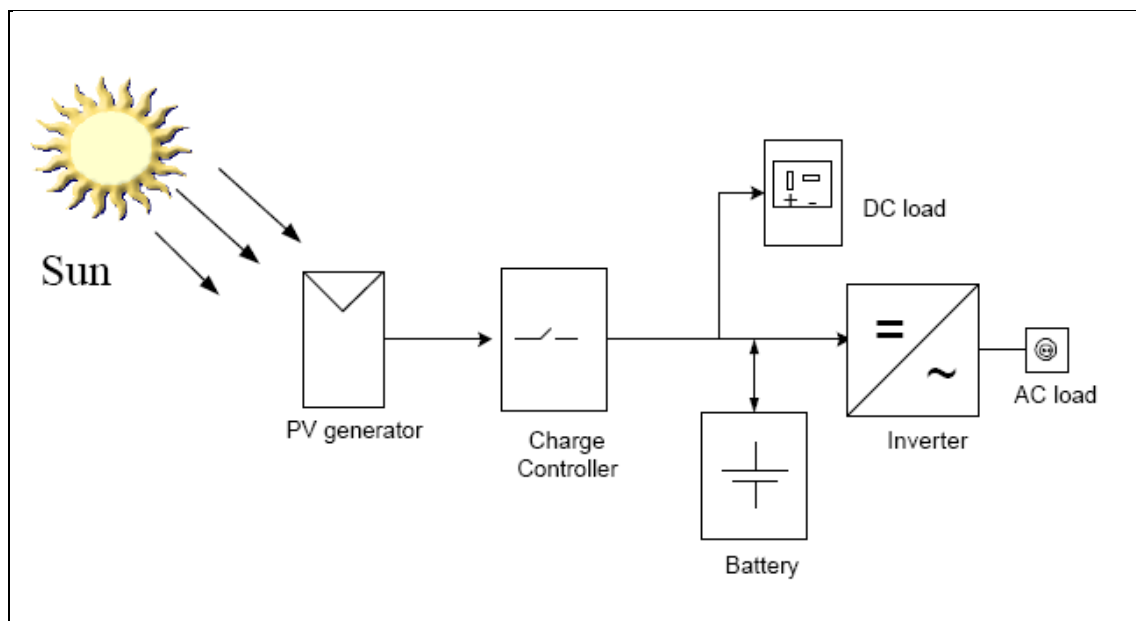 Sun
PV generator
Charge
Controller
DC load
+ -
Battery
= ~
Inverter
AC load